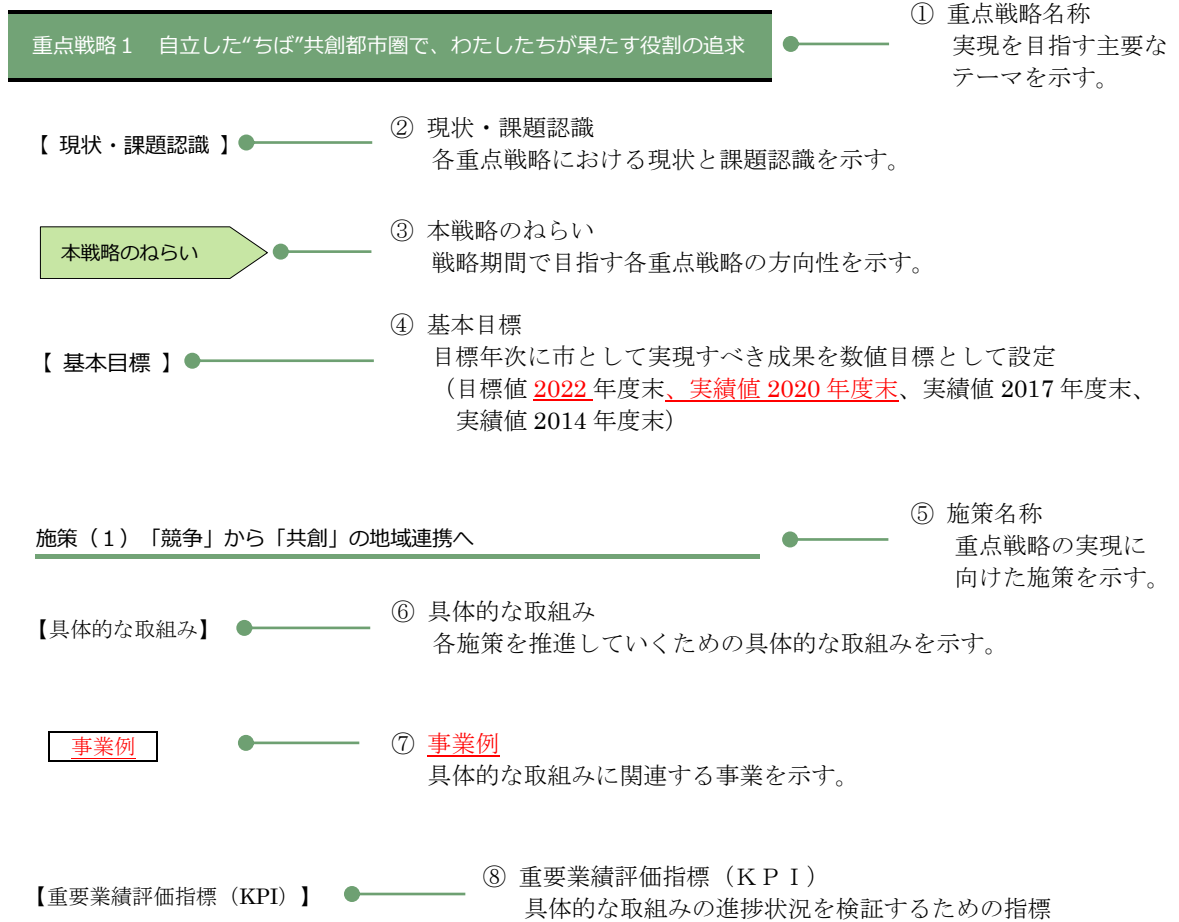 ① 重点戦略名称
重点戦略１　自立した“ちば”共創都市圏で、わたしたちが果たす役割の追求
実現を目指す主要な
テーマを示す。
【 現状・課題認識 】
② 現状・課題認識
各重点戦略における現状と課題認識を示す。
本戦略のねらい
③ 本戦略のねらい
戦略期間で目指す各重点戦略の方向性を示す。
【 基本目標 】
④ 基本目標
目標年次に市として実現すべき成果を数値目標として設定
（目標値 2022 年度末、実績値 2020 年度末、実績値 2017 年度末、
実績値 2014 年度末）
施策（１）「競争」から「共創」の地域連携へ
⑤ 施策名称
重点戦略の実現に
向けた施策を示す。
【具体的な取組み】
⑥ 具体的な取組み
各施策を推進していくための具体的な取組みを示す。
事業例
⑦ 事業例
具体的な取組みに関連する事業を示す。
【重要業績評価指標（KPI）】
⑧ 重要業績評価指標（ＫＰＩ）
具体的な取組みの進捗状況を検証するための指標